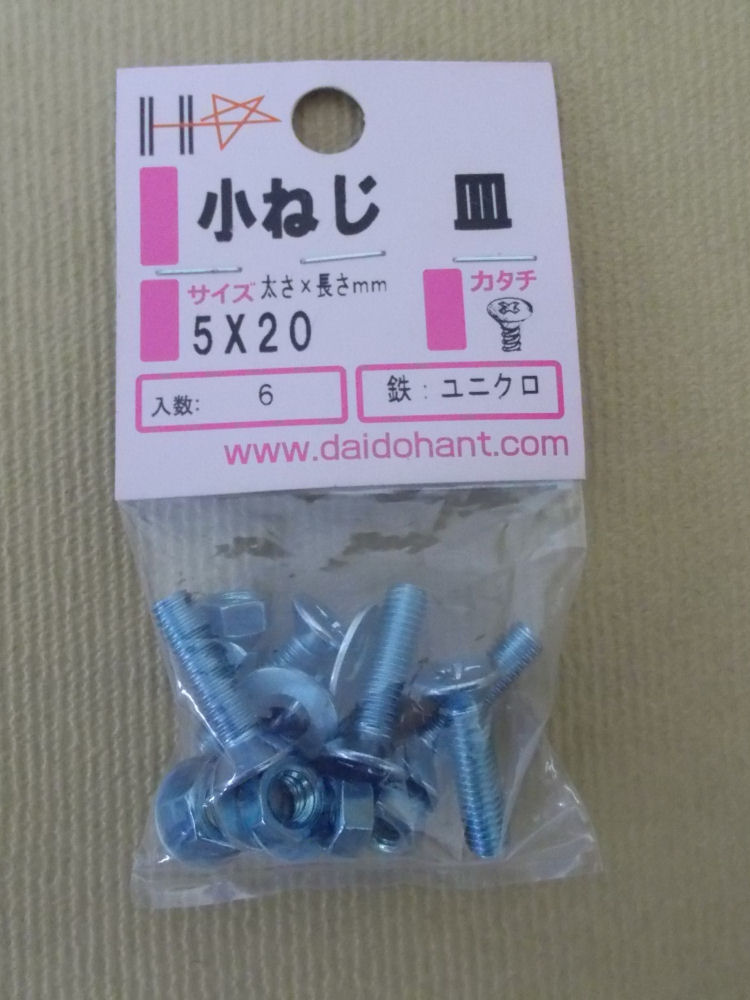 H
小ねじ 皿
サイズ 太さ×長さmm カタチ
5X20
入数: 6 鉄:ユニクロ
www.daidohant.com